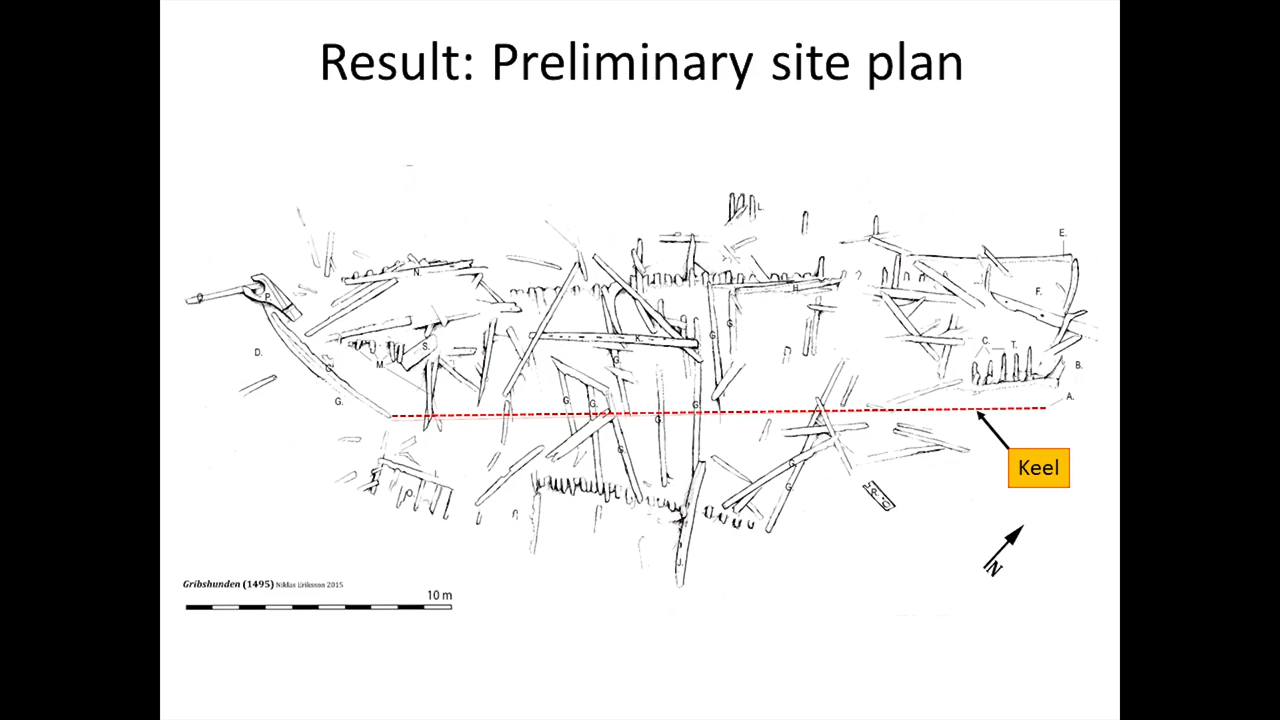 Result: Preliminary site plan
L.
E.
N
P
H
F.
G
G
K.
C.
T.
S.
D.
G.
M.
G.
B.
G.
G.
G.
G
G.
A.
G.
G
Keel
G
G
I.
O
J.
N
Gribshunden (1495) Niklas Eriksson 2015
10 m